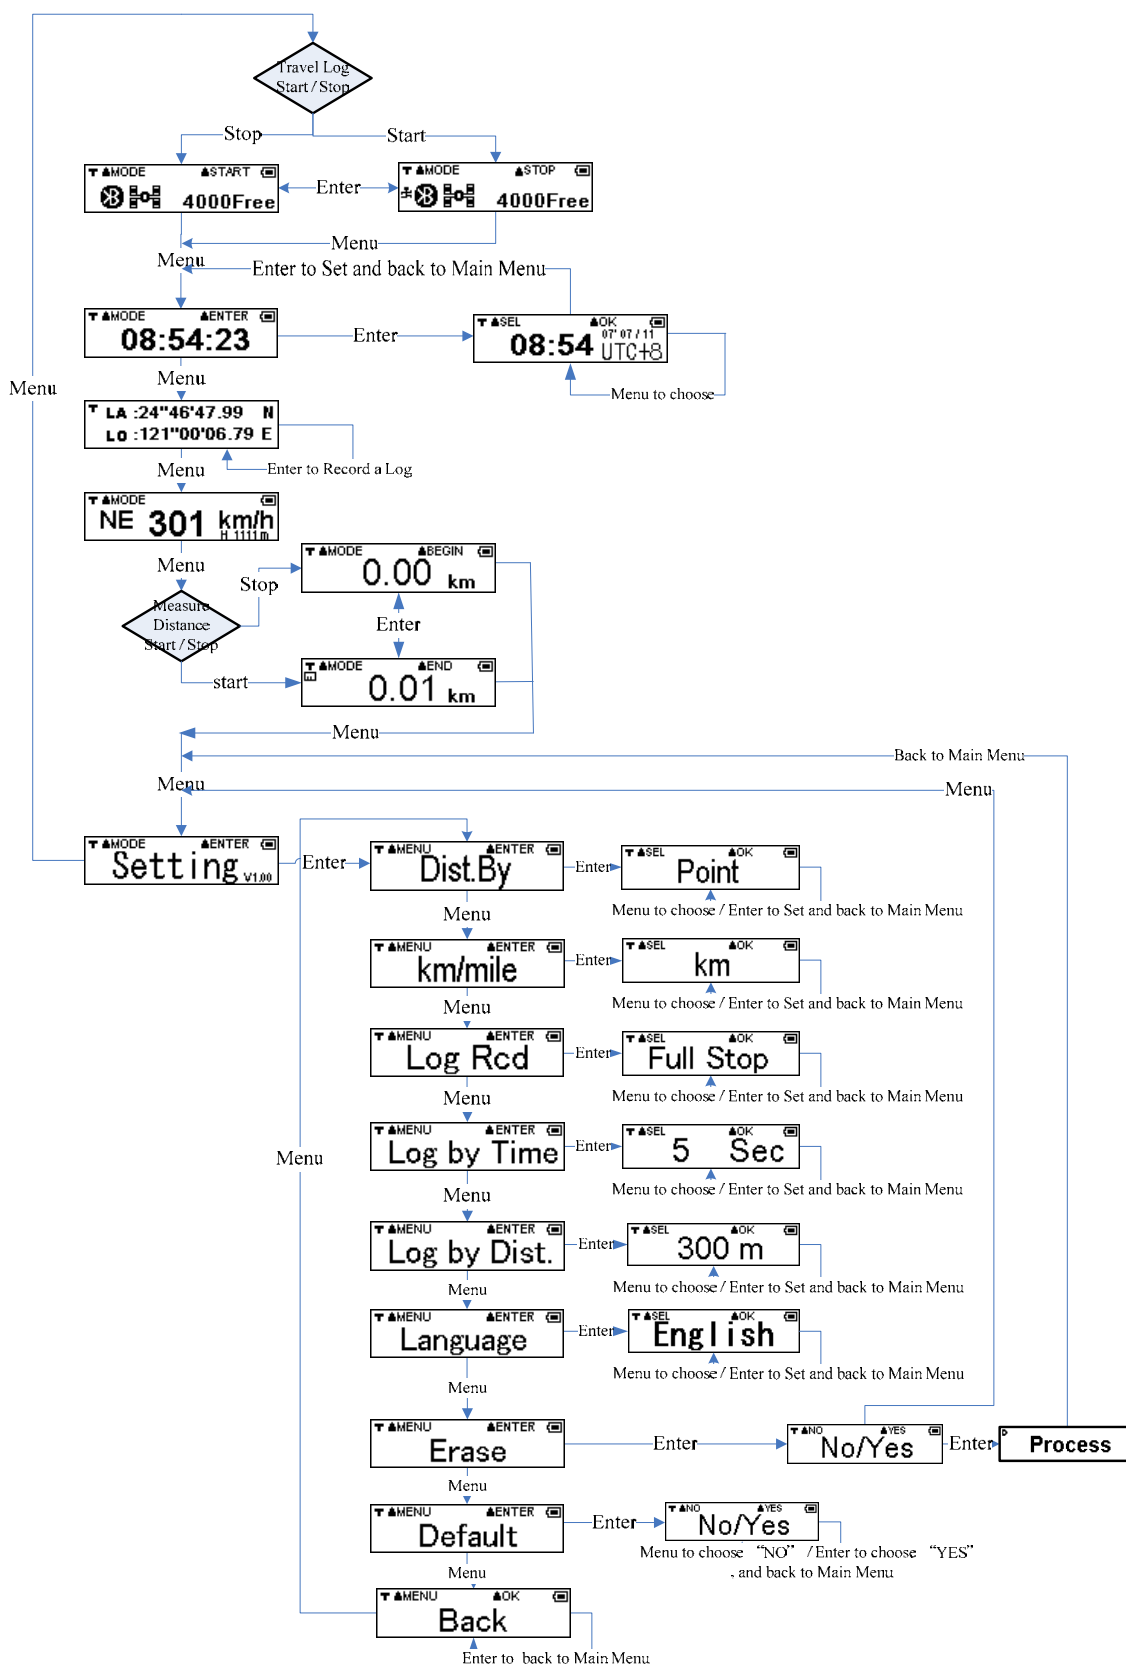 Travel Log
Start / Stop
Stop
Start
MODE START
4000Free
Enter
MODE STOP
4000Free
Menu
Menu
Enter to Set and back to Main Menu
MODE ENTER
08:54:23
Enter
SEL OK
08:54 07' 07 / 11
UTC+8
Menu to choose
Menu
Menu
LA :24"46'47.99 N
LO :121"00'06.79 E
Enter to Record a Log
Menu
MODE
NE 301 km/h
H 1111m
Menu
Measure
Distance
Start / Stop
Stop
MODE BEGIN
0.00 km
Enter
start
MODE END
0.01 km
Menu
Back to Main Menu
Menu
Menu
MODE ENTER
Setting V1.00
Enter
MENU ENTER
Dist.By
Enter
SEL OK
Point
Menu to choose / Enter to Set and back to Main Menu
Menu
MENU ENTER
km/mile
Enter
SEL OK
km
Menu to choose / Enter to Set and back to Main Menu
Menu
MENU ENTER
Log Rcd
Enter
SEL OK
Full Stop
Menu to choose / Enter to Set and back to Main Menu
Menu
MENU ENTER
Log by Time
Enter
SEL OK
5 Sec
Menu to choose / Enter to Set and back to Main Menu
Menu
Menu
MENU ENTER
Log by Dist.
Enter
SEL OK
300 m
Menu to choose / Enter to Set and back to Main Menu
Menu
MENU ENTER
Language
Enter
SEL OK
English
Menu to choose / Enter to Set and back to Main Menu
Menu
MENU ENTER
Erase
Enter
NO YES
No/Yes
Enter
Process
Menu
MENU ENTER
Default
Enter
NO YES
No/Yes
Menu to choose “NO” / Enter to choose “YES”
, and back to Main Menu
Menu
MENU OK
Back
Enter to back to Main Menu